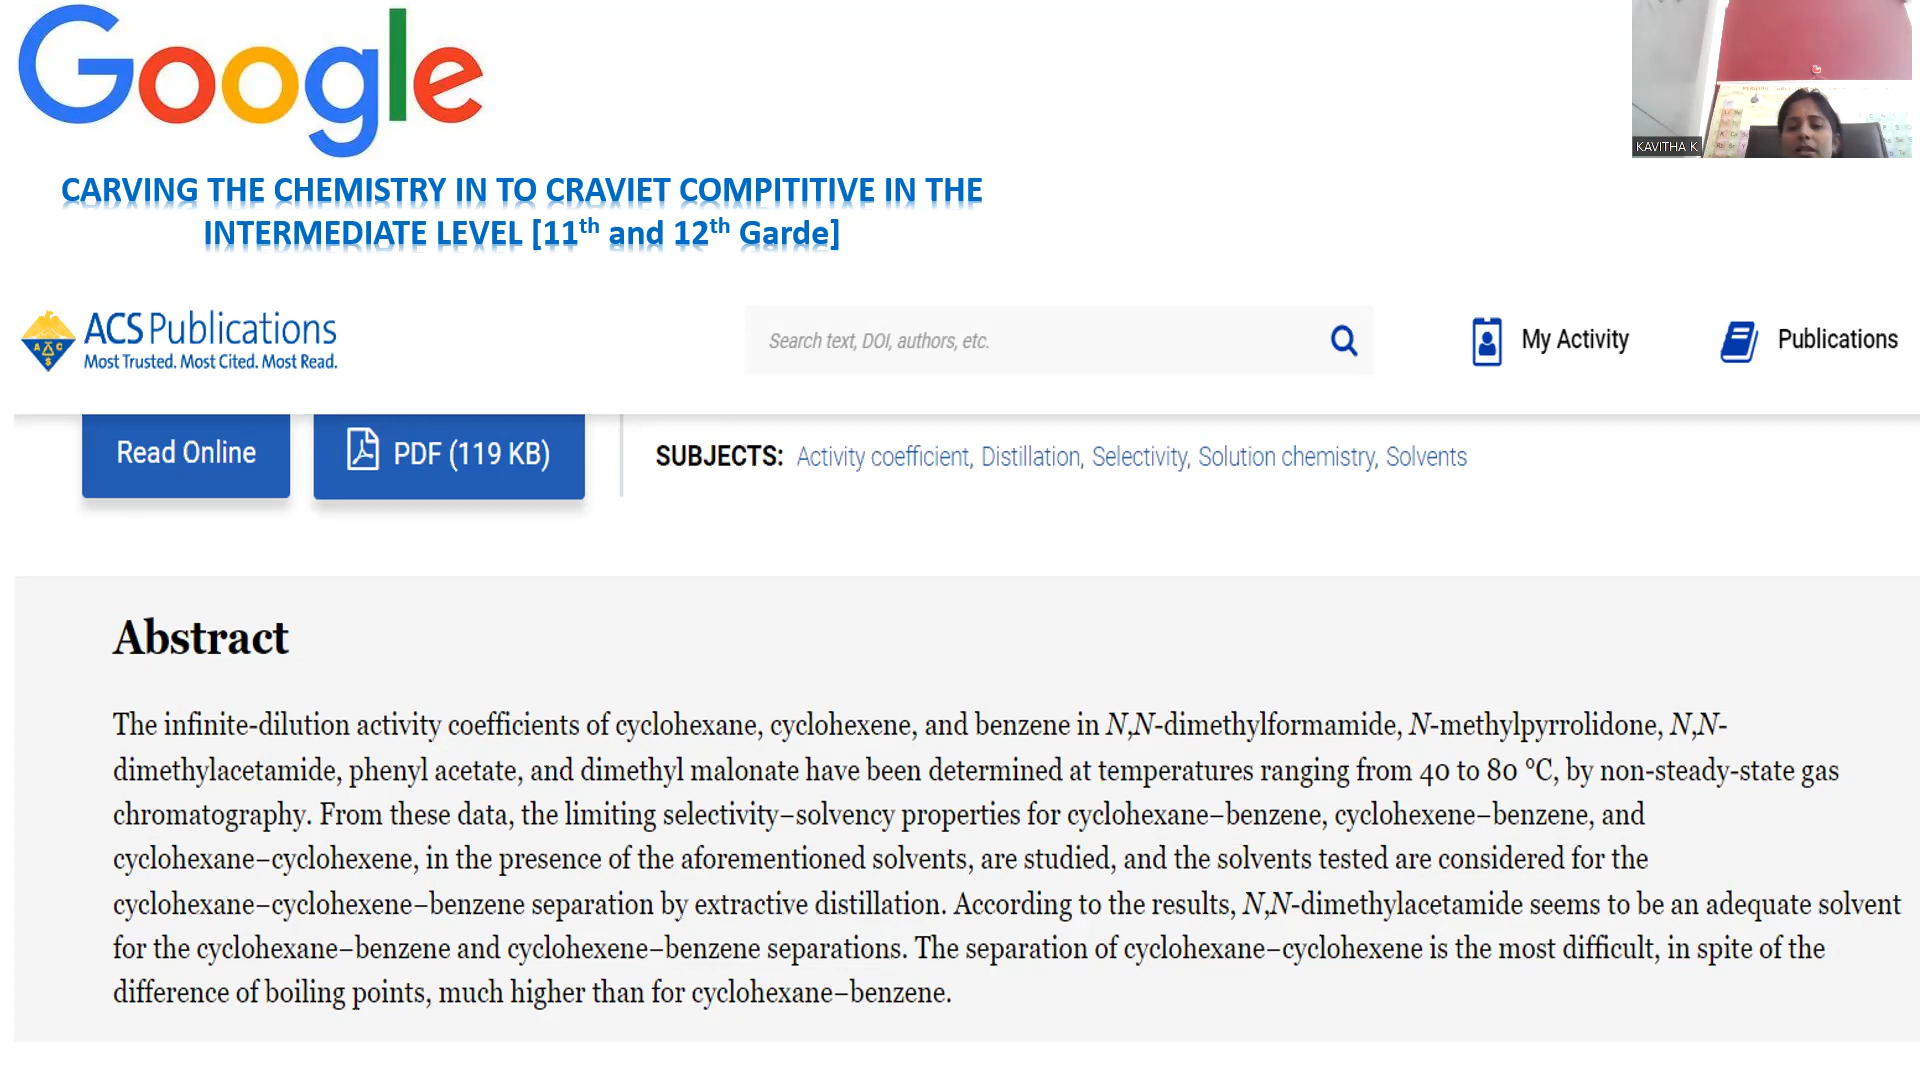 Google
KAVITHA K
CARVING THE CHEMISTRY IN TO CRAVIET COMPITITIVE IN THE
INTERMEDIATE LEVEL [11th and 12th Garde]
ACS Publications
Most Trusted. Most Cited. Most Read.
Search text, DOI, authors, etc.
My Activity
Publications
Read Online
PDF (119 KB)
SUBJECTS: Activity coefficient, Distillation, Selectivity, Solution chemistry, Solvents
Abstract
The infinite-dilution activity coefficients of cyclohexane, cyclohexene, and benzene in N,N-dimethylformamide, N-methylpyrrolidone, N,N-
dimethylacetamide, phenyl acetate, and dimethyl malonate have been determined at temperatures ranging from 40 to 80 °C, by non-steady-state gas
chromatography. From these data, the limiting selectivity−solvency properties for cyclohexane−benzene, cyclohexene−benzene, and
cyclohexane−cyclohexene, in the presence of the aforementioned solvents, are studied, and the solvents tested are considered for the
cyclohexane−cyclohexene−benzene separation by extractive distillation. According to the results, N,N-dimethylacetamide seems to be an adequate solvent
for the cyclohexane−benzene and cyclohexene−benzene separations. The separation of cyclohexane−cyclohexene is the most difficult, in spite of the
difference of boiling points, much higher than for cyclohexane−benzene.